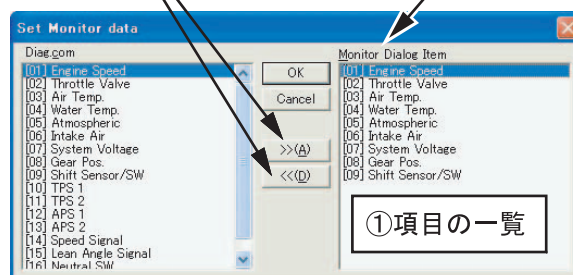 Set Monitor data
Diag.com
[01] Engine Speed
[02] Throttle Valve
[03] Air Temp.
[04] Water Temp.
[05] Atmospheric
[06] Intake Air
[07] System Voltage
[08] Gear Pos.
[09] Shift Sensor/SW
[10] TPS 1
[11] TPS 2
[12] APS 1
[13] APS 2
[14] Speed Signal
[15] Lean Angle Signal
[16] Neutral SW
OK
Cancel
>>(A)
<<(D)
Monitor Dialog Item
[01] Engine Speed
[02] Throttle Valve
[03] Air Temp.
[04] Water Temp.
[05] Atmospheric
[06] Intake Air
[07] System Voltage
[08] Gear Pos.
[09] Shift Sensor/SW
①項目の一覧